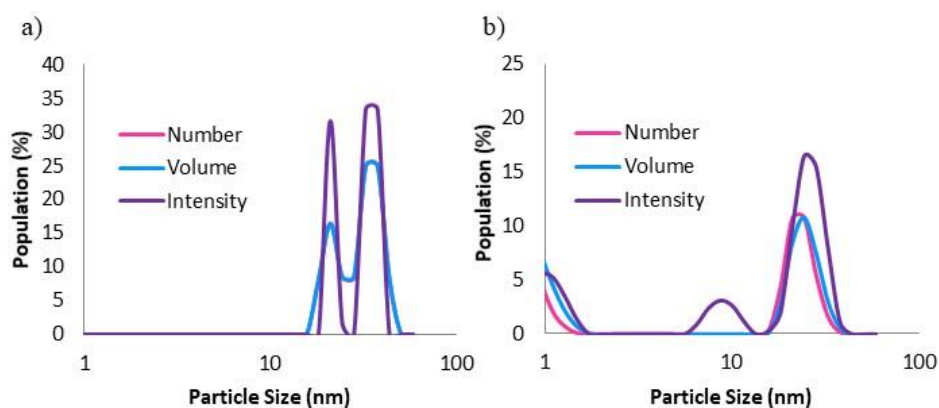 a)
40
35
30
25
20
15
10
5
0
Population (%)
Number
Volume
Intensity
1
10
100
Particle Size (nm)
b)
25
20
15
10
5
0
Population (%)
Number
Volume
Intensity
1
10
100
Particle Size (nm)